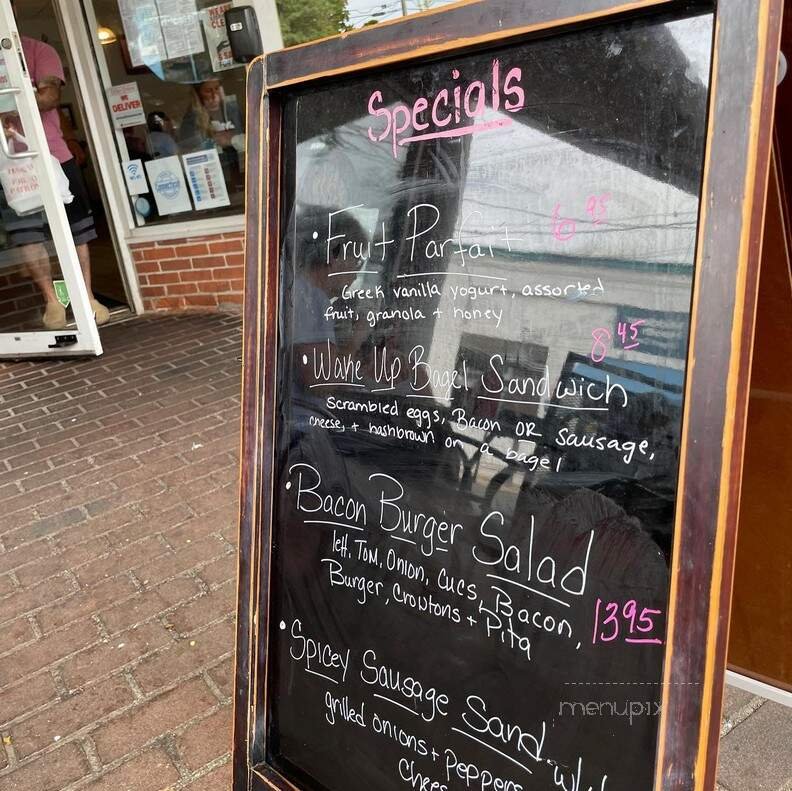 WE
DELIVER
Specials
• Fruit Parfait 6 95
Greek vanilla yogurt, assorted
fruit, granola + honey
8 45
• Wake Up Bagel Sandwich
Scrambled eggs, Bacon OR sausage,
cheese, + hashbrown on a bagel
• Bacon Burger Salad
lett, Tom, Onion, cucs, Bacon,
Burger, Croutons + Pita 13 95
• Spicey Sausage Sand. w/
grilled onions + Peppers
menupix